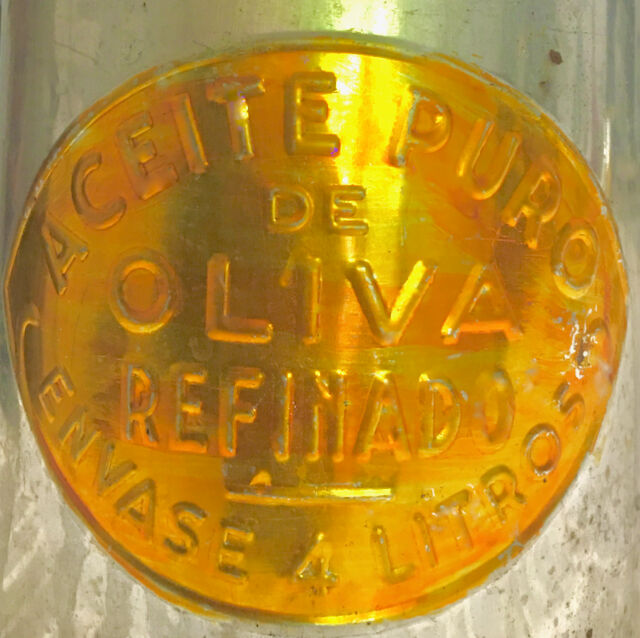 ACEITE PURO
DE
OLIVA
REFINADO
ENVASE 4 LITROS